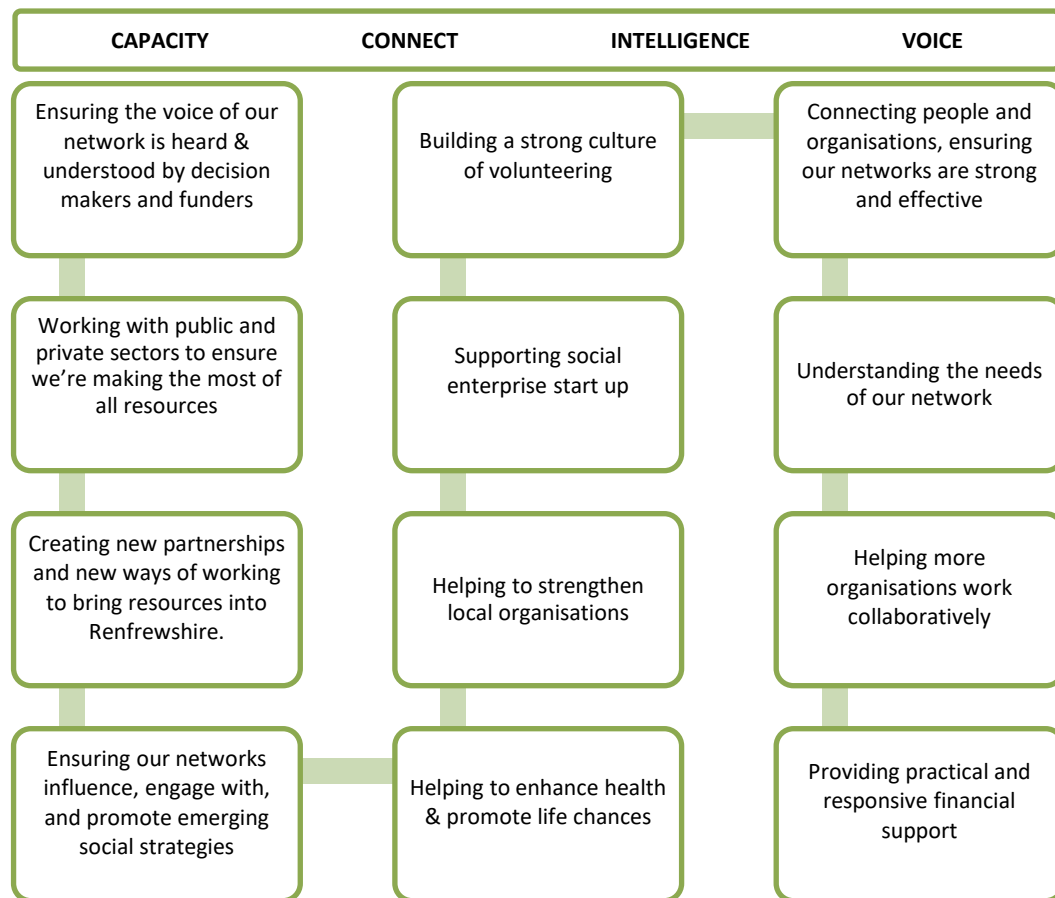 CAPACITY CONNECT INTELLIGENCE VOICE
Ensuring the voice of our
network is heard &
understood by decision
makers and funders
Working with public and
private sectors to ensure
we’re making the most of
all resources
Creating new partnerships
and new ways of working
to bring resources into
Renfrewshire.
Ensuring our networks
influence, engage with,
and promote emerging
social strategies
Building a strong culture
of volunteering
Supporting social
enterprise start up
Helping to strengthen
local organisations
Helping to enhance health
& promote life chances
Connecting people and
organisations, ensuring
our networks are strong
and effective
Understanding the needs
of our network
Helping more
organisations work
collaboratively
Providing practical and
responsive financial
support